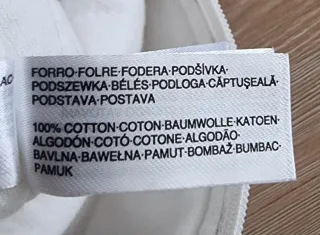 AC
FORRO·FOLRE·FODERA·PODŠÍVKA·
PODSZEWKA·BÉLÉS·PODLOGA·CĂPTUŞEALĂ·
PODSTAVA·POSTAVA
100% COTTON·COTON·BAUMWOLLE·KATOEN·
ALGODÓN·COTÓ·COTONE·ALGODÃO·
BAVLNA·BAWEŁNA·PAMUT·BOMBAŽ·BUMBAC·
PAMUK